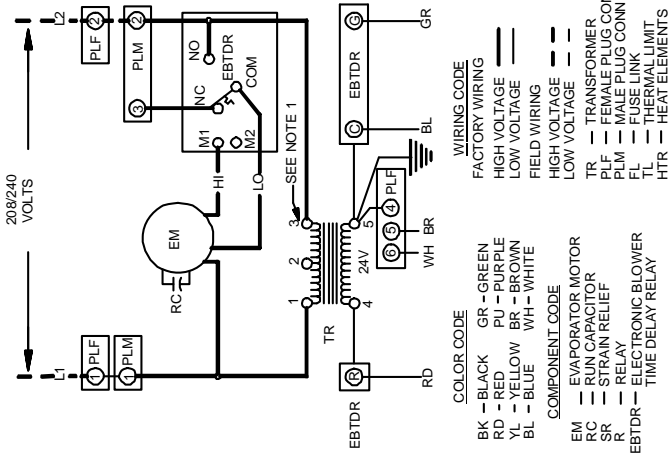 208/240
VOLTS
L1
L2
1
PLF
1
PLM
2
PLF
3
2
PLM
RC
EM
HI
LO
M1
M2
NC
NO
EBTDR
COM
SEE NOTE 1
1
2
3
TR
24V
4
5
EBTDR
R
RD
6
5
4
PLF
WH
BR
C
EBTDR
G
BL
GR
COLOR CODE
BK - BLACK GR - GREEN
RD - RED PU - PURPLE
YL - YELLOW BR - BROWN
BL - BLUE WH - WHITE
COMPONENT CODE
EM — EVAPORATOR MOTOR
RC — RUN CAPACITOR
SR — STRAIN RELIEF
R — RELAY
EBTDR — ELECTRONIC BLOWER
TIME DELAY RELAY
WIRING CODE
FACTORY WIRING
HIGH VOLTAGE
LOW VOLTAGE
FIELD WIRING
HIGH VOLTAGE
LOW VOLTAGE
TR — TRANSFORMER
PLF — FEMALE PLUG
PLM — MALE PLUG CONN
FL — FUSE LINK
TL — THERMAL LIMIT
HTR — HEAT ELEMENTS